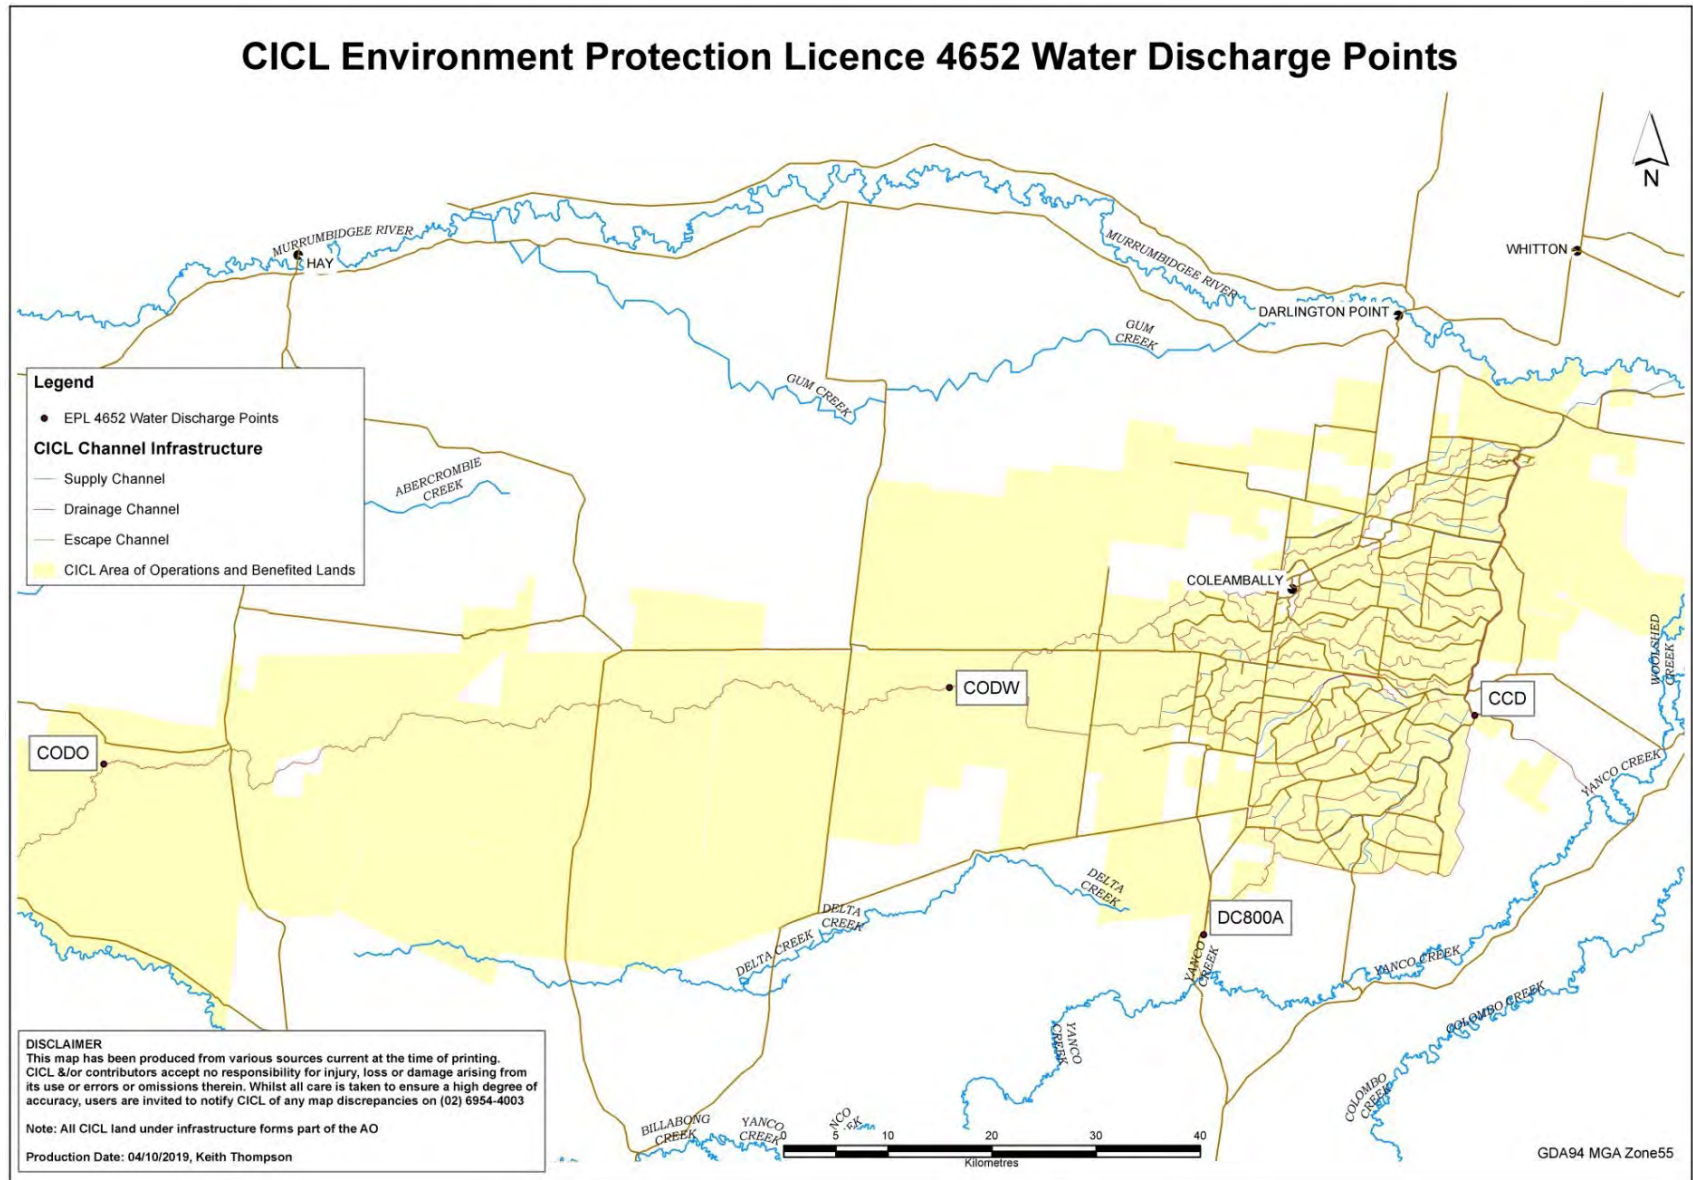 CICL Environment Protection Licence 4652 Water Discharge Points
N
MURRUMBIDGEE RIVER
HAY
MURRUMBIDGEE RIVER
WHITTON
DARLINGTON POINT
GUM
CREEK
GUM CREEK
Legend
EPL 4652 Water Discharge Points
CICL Channel Infrastructure
Supply Channel
Drainage Channel
Escape Channel
CICL Area of Operations and Benefited Lands
ABERCROMBIE
CREEK
COLEAMBALLY
WOOLSHED
CREEK
CODW
CCD
CODO
YANCO CREEK
DELTA
CREEK
DELTA
CREEK
DELTA CREEK
DC800A
YANCO
CREEK
YANCO CREEK
COLOMBO CREEK
YANCO
CREEK
COLOMBO
CREEK
BILLABONG
CREEK
YANCO
CREEK
NCO
EK
DISCLAIMER
This map has been produced from various sources current at the time of printing.
CICL &/or contributors accept no responsibility for injury, loss or damage arising from
its use or errors or omissions therein. Whilst all care is taken to ensure a high degree of
accuracy, users are invited to notify CICL of any map discrepancies on (02) 6954-4003
Note: All CICL land under infrastructure forms part of the AO
Production Date: 04/10/2019, Keith Thompson
0 5 10 20 30 40
Kilometres
GDA94 MGA Zone55